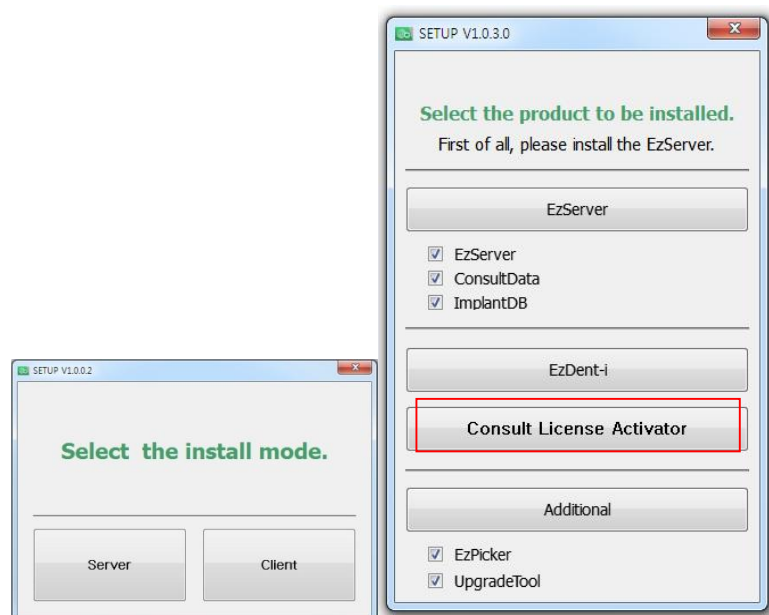 SETUP V1.0.3.0
Select the product to be installed.
First of all, please install the EzServer.
EzServer
EzServer
ConsultData
ImplantDB
EzDent-i
Consult License Activator
Additional
EzPicker
UpgradeTool
SETUP V1.0.0.2
Select the install mode.
Server
Client